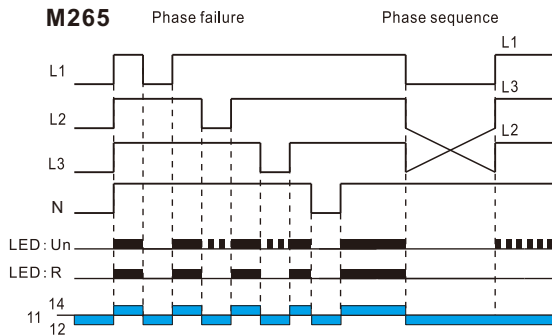 M265 Phase failure Phase sequence
L1 L1
L3
L2
L2
L3
N
LED: Un
LED: R
14
11
12